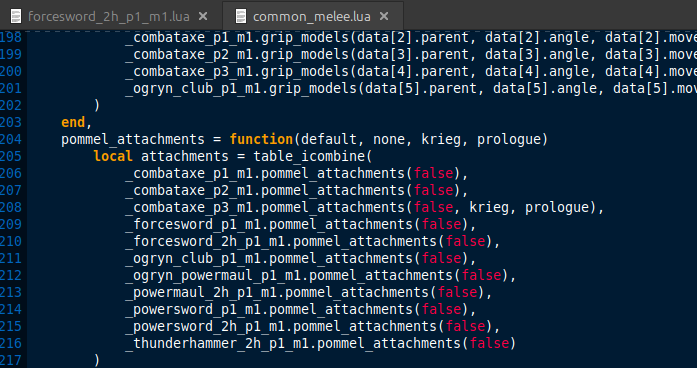 forcesword_2h_p1_m1.lua
common_melee.lua
198 _combataxe_p1_m1.grip_models(data[2].parent, data[2].angle, data[2].move
199 _combataxe_p2_m1.grip_models(data[3].parent, data[3].angle, data[3].move
200 _combataxe_p3_m1.grip_models(data[4].parent, data[4].angle, data[4].move
201 _ogryn_club_p1_m1.grip_models(data[5].parent, data[5].angle, data[5].mov
202 )
203 end,
204 pommel_attachments = function(default, none, krieg, prologue)
205 local attachments = table_icombine(
206 _combataxe_p1_m1.pommel_attachments(false),
207 _combataxe_p2_m1.pommel_attachments(false),
208 _combataxe_p3_m1.pommel_attachments(false, krieg, prologue),
209 _forcesword_p1_m1.pommel_attachments(false),
210 _forcesword_2h_p1_m1.pommel_attachments(false),
211 _ogryn_club_p1_m1.pommel_attachments(false),
212 _ogryn_powermaul_p1_m1.pommel_attachments(false),
213 _powermaul_2h_p1_m1.pommel_attachments(false),
214 _powersword_p1_m1.pommel_attachments(false),
215 _powersword_2h_p1_m1.pommel_attachments(false),
216 _thunderhammer_2h_p1_m1.pommel_attachments(false)
217 )